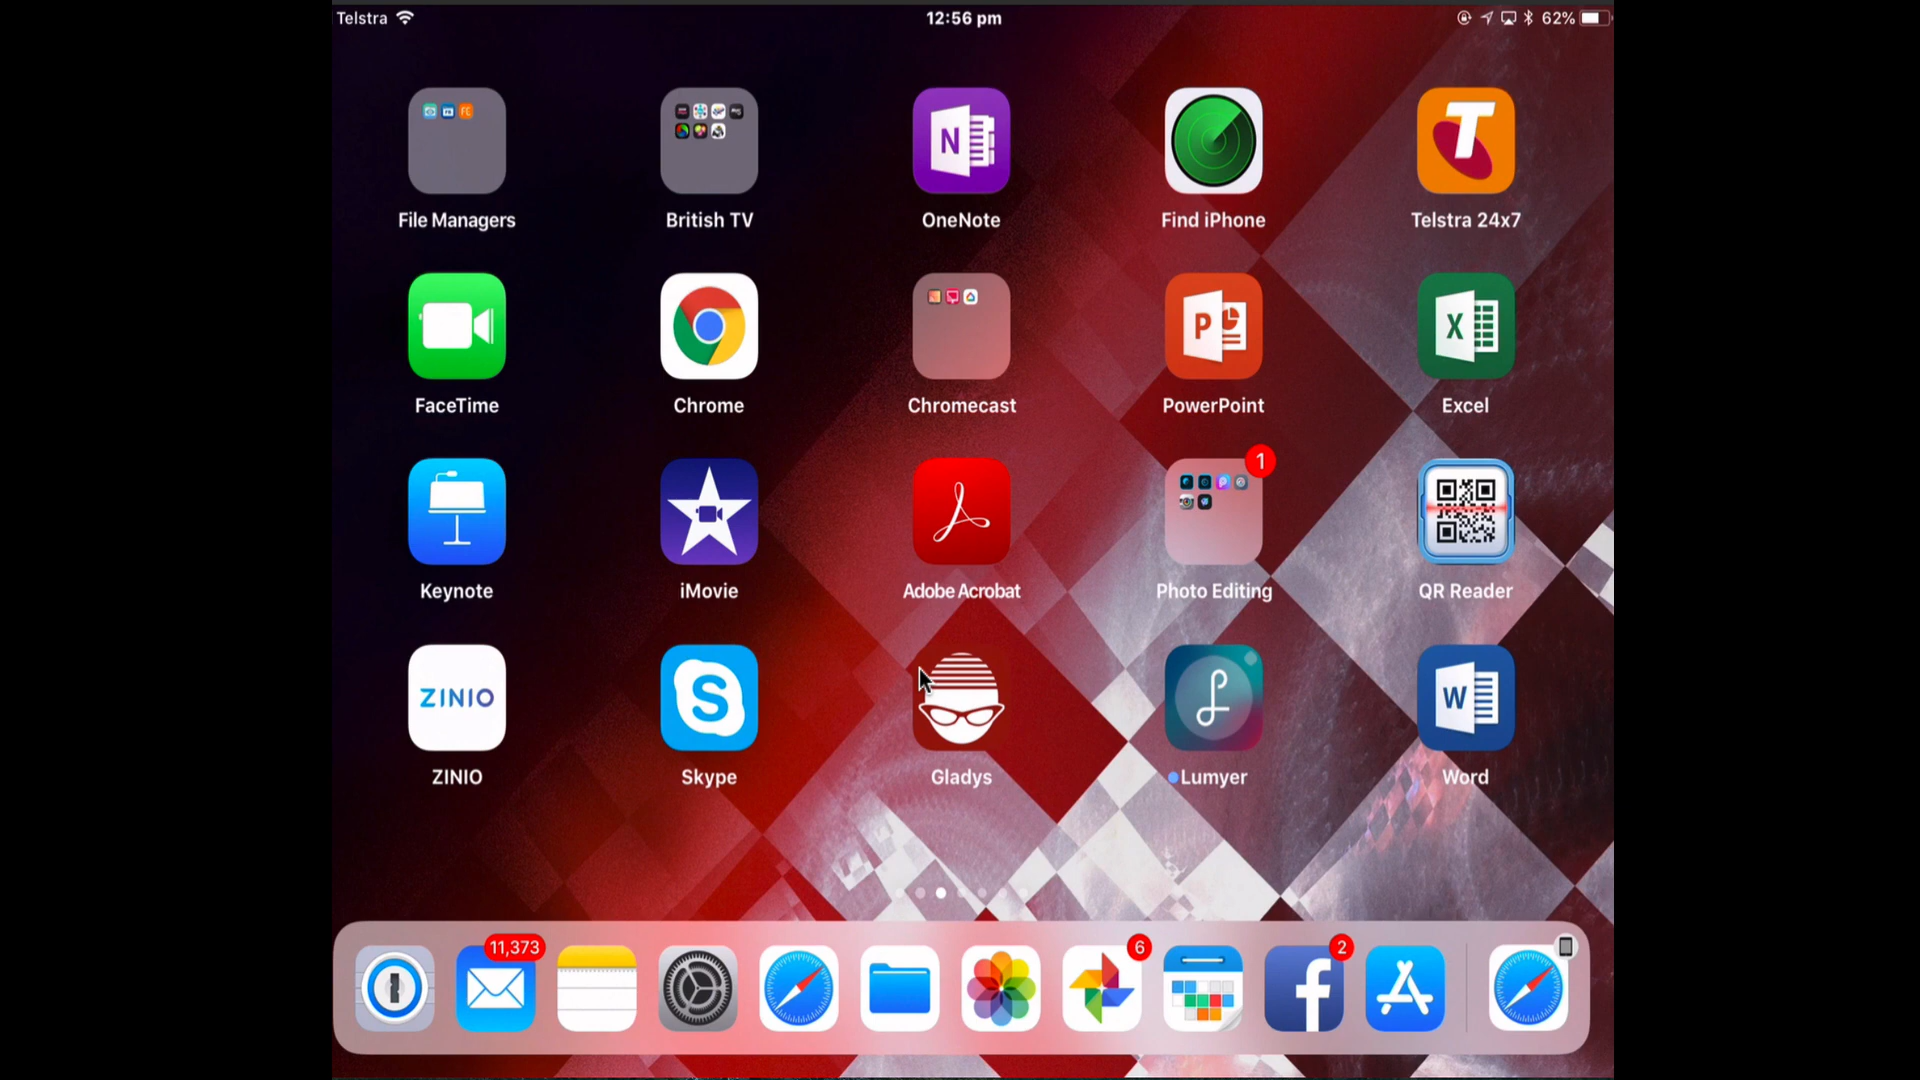 Telstra 12:56 pm 62%
File Managers British TV OneNote Find iPhone Telstra 24x7
FaceTime Chrome Chromecast PowerPoint Excel
1
Keynote iMovie Adobe Acrobat Photo Editing QR Reader
ZINIO
ZINIO Skype Gladys Lumyer Word
11,373 6 2